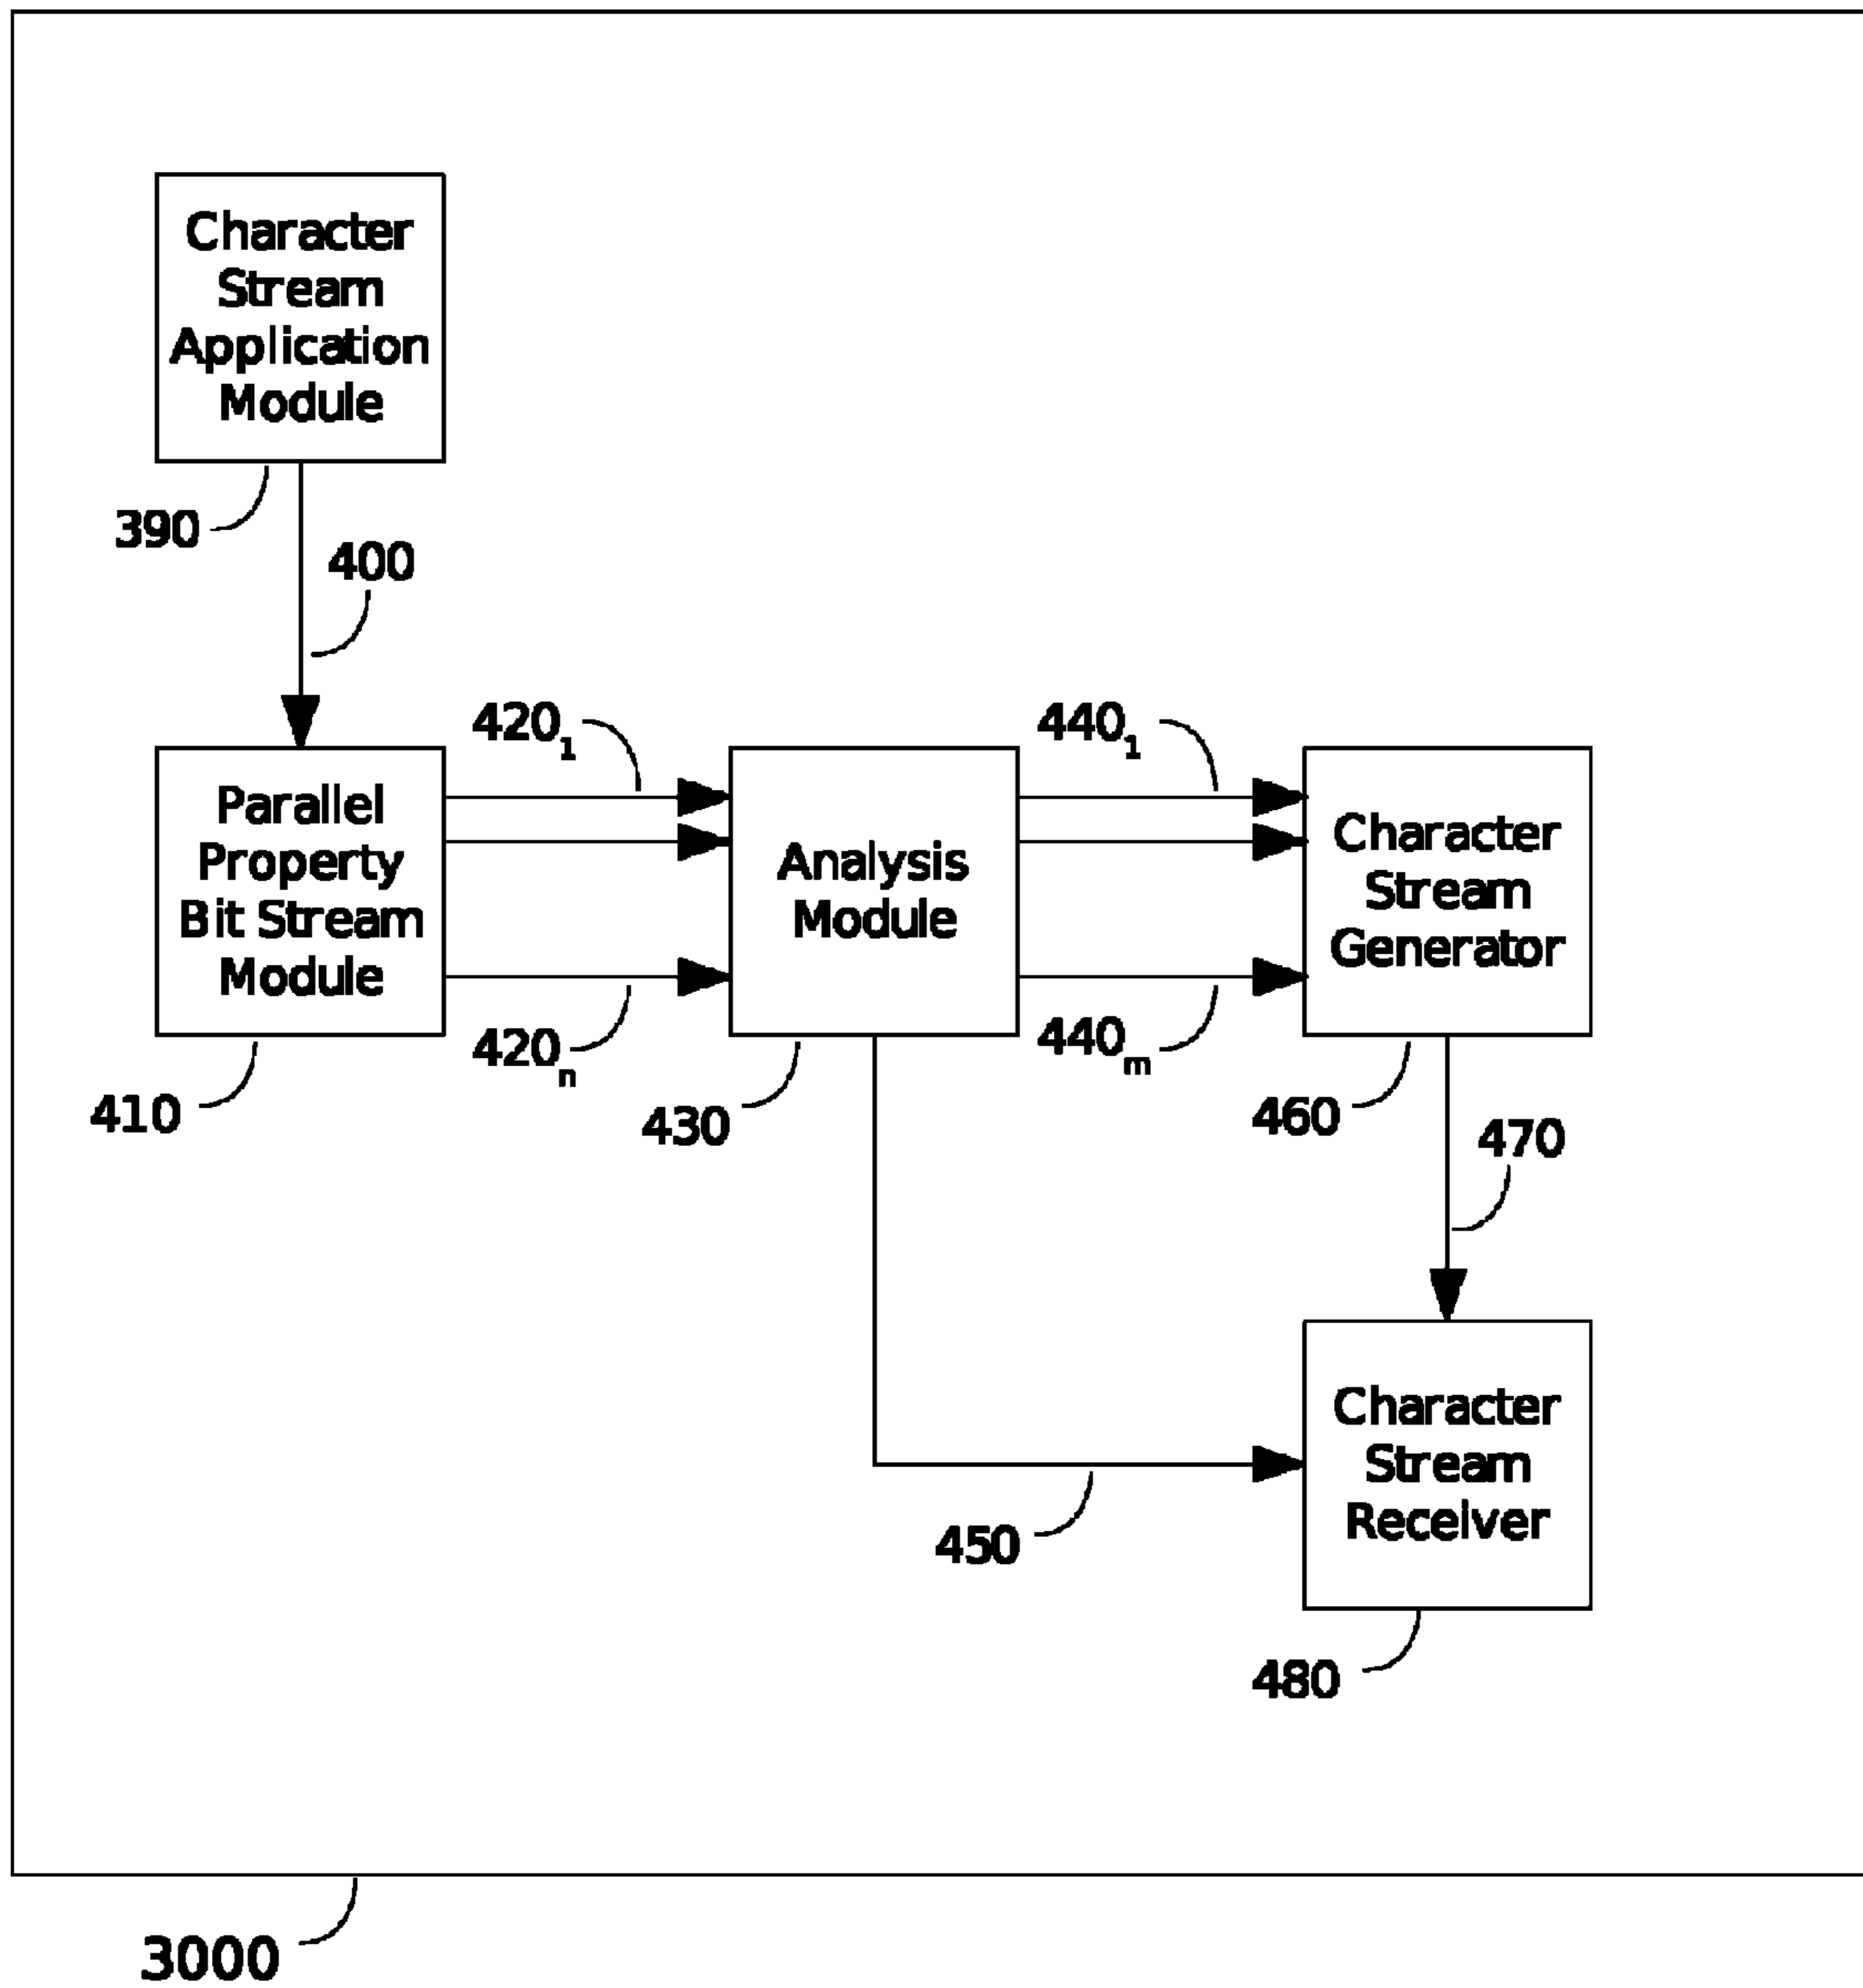 Character
Stream
Application
Module
390
400
420₁
440₁
Parallel
Property
Bit Stream
Module
Analysis
Module
Character
Stream
Generator
420ₙ
440ₘ
410
430
460
470
Character
Stream
Receiver
450
480
3000